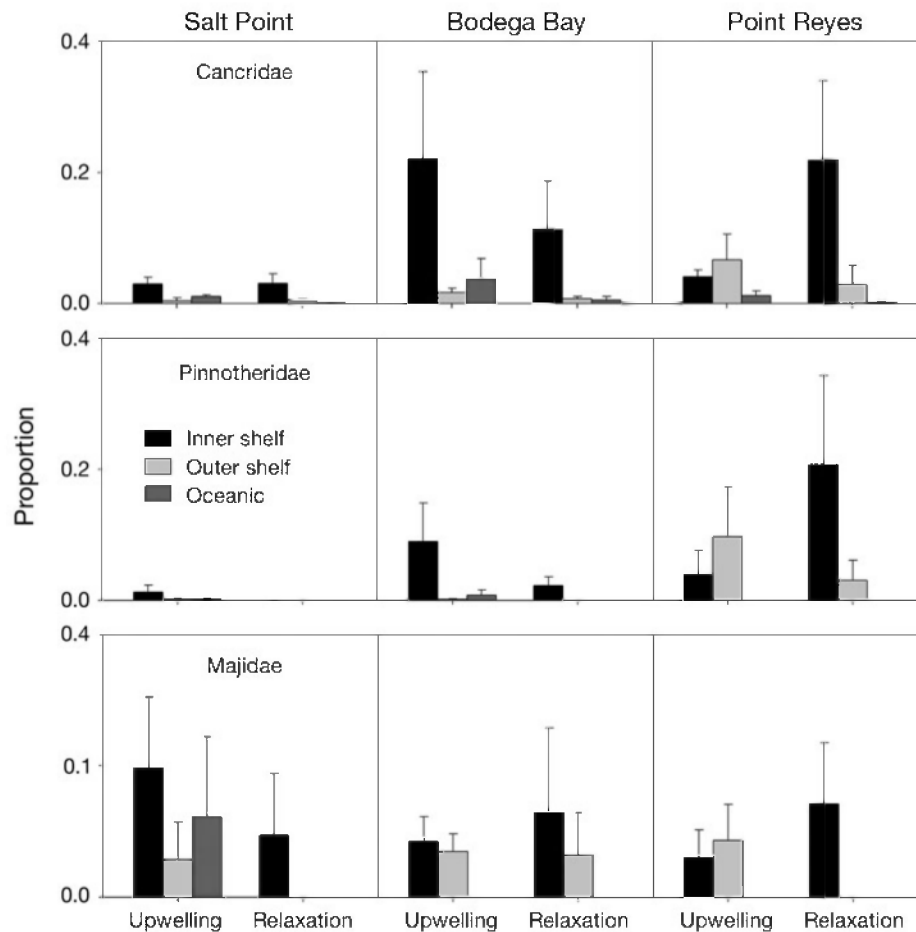 Salt Point Bodega Bay Point Reyes
0.4
Cancridae
0.2
0.0
0.4
Pinnotheridae
Inner shelf
0.2
Outer shelf
Oceanic
0.0
Proportion
0.4
Majidae
0.1
0.0
Upwelling Relaxation Upwelling Relaxation Upwelling Relaxation